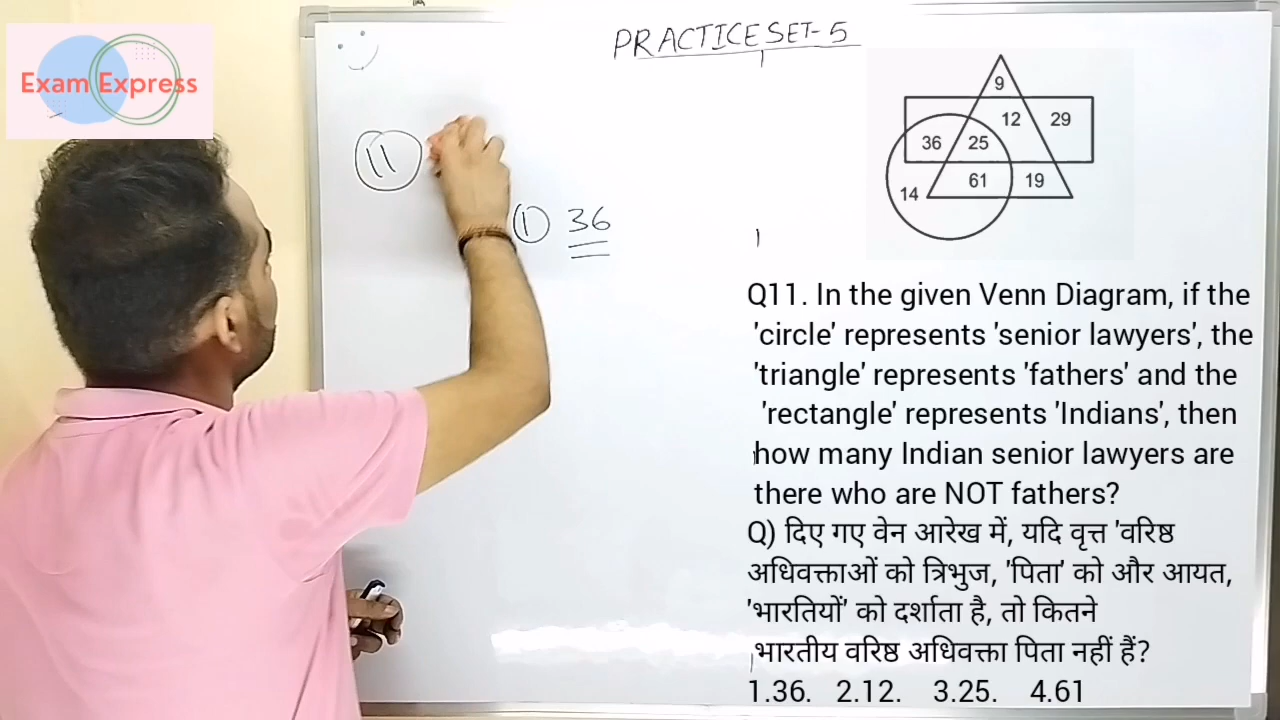 Exam Express
PRACTICE SET-5
9
12
29
36
25
61
19
14
11
1 36
Q11. In the given Venn Diagram, if the
'circle' represents 'senior lawyers', the
'triangle' represents 'fathers' and the
'rectangle' represents 'Indians', then
how many Indian senior lawyers are
there who are NOT fathers?
Q) दिए गए वेन आरेख में, यदि वृत्त 'वरिष्ठ
अधिवक्ताओं को त्रिभुज, 'पिता' को और आयत,
'भारतियों' को दर्शाता है, तो कितने
भारतीय वरिष्ठ अधिवक्ता पिता नहीं हैं?
1.36. 2.12. 3.25. 4.61